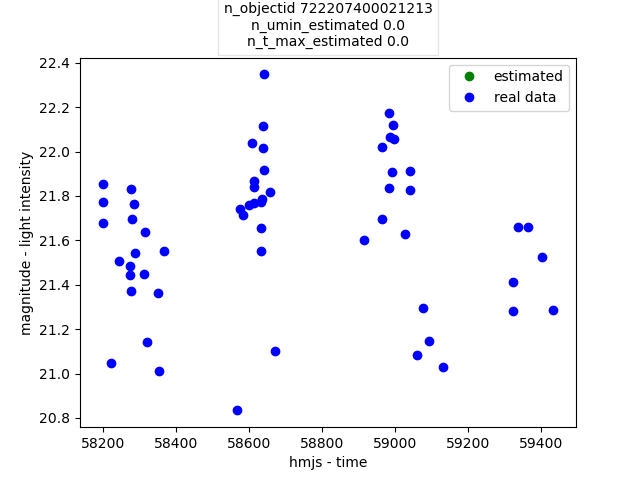 n_objectid 722207400021213
n_umin_estimated 0.0
n_t_max_estimated 0.0
estimated
real data
22.4
22.2
22.0
21.8
21.6
21.4
21.2
21.0
20.8
magnitude - light intensity
58200 58400 58600 58800 59000 59200 59400
hmjs - time